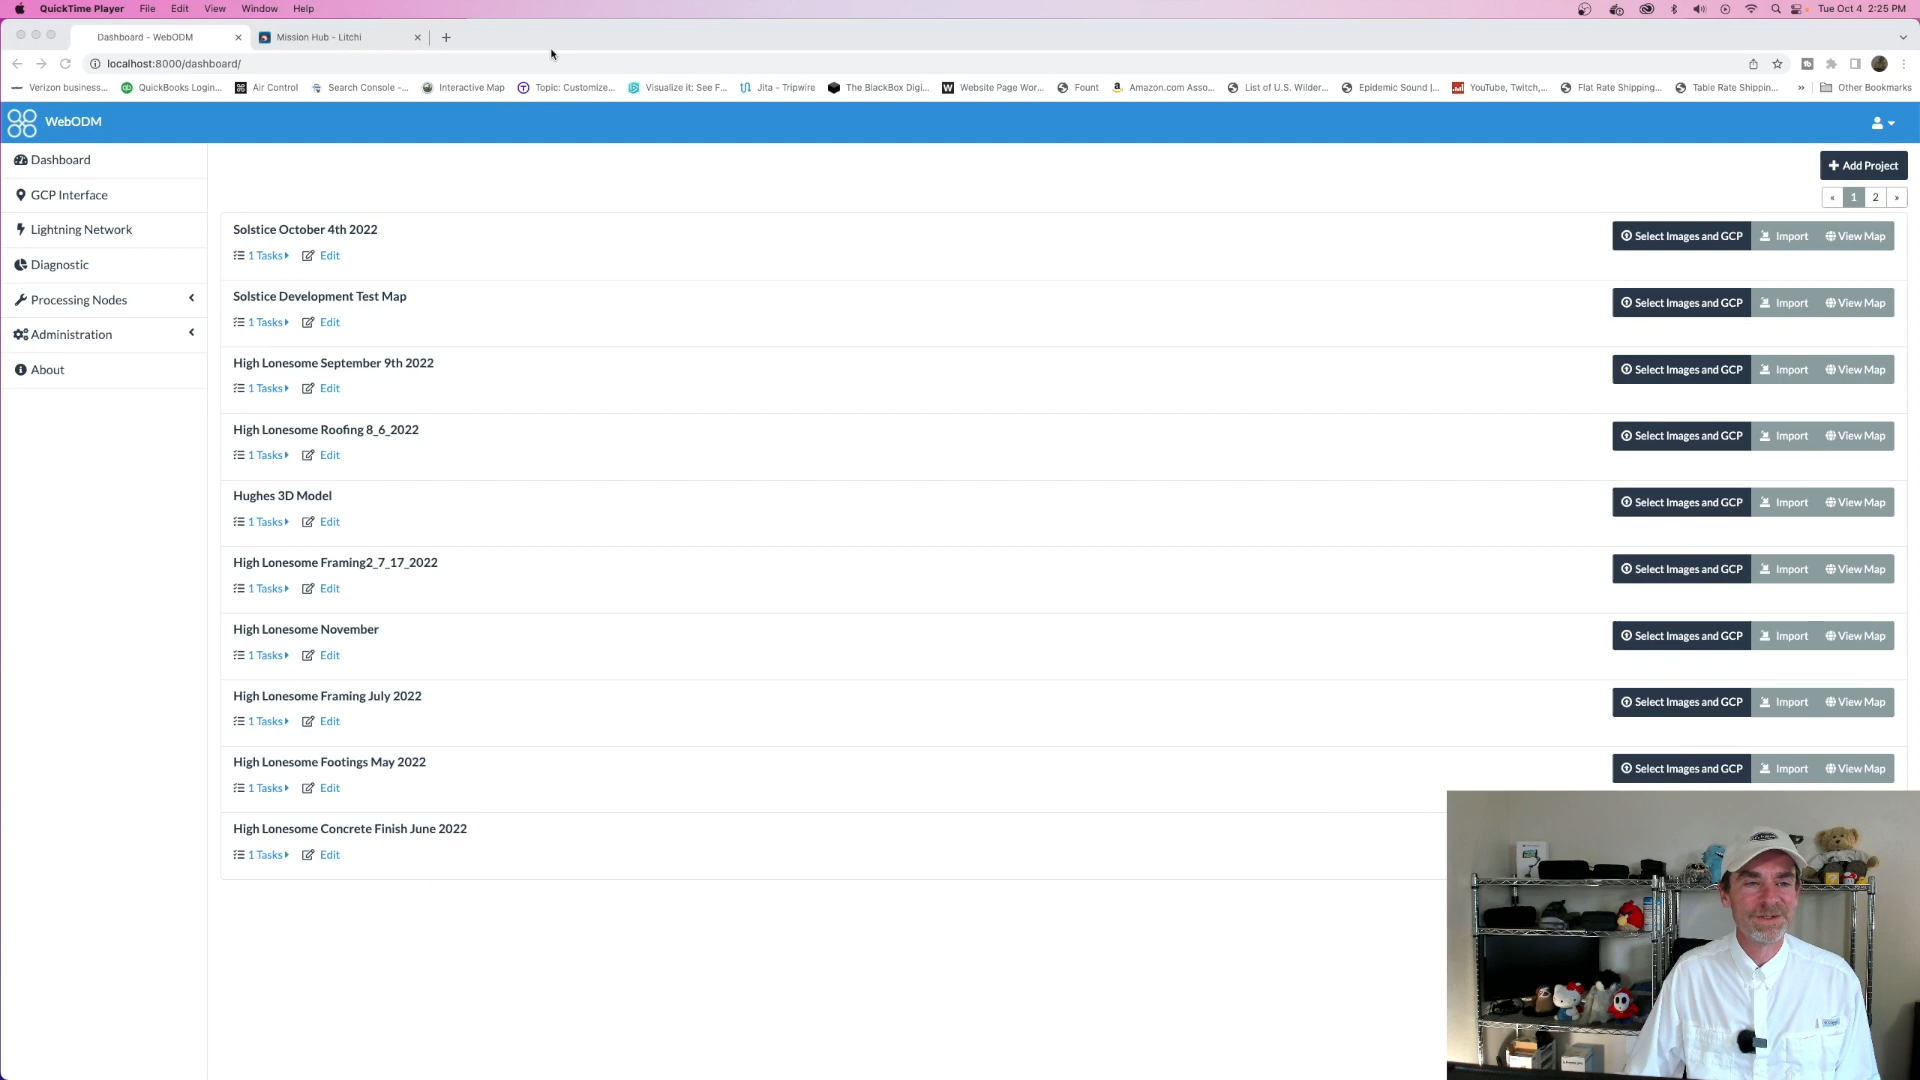 QuickTime Player File Edit View Window Help Tue Oct 4 2:25 PM
Dashboard - WebODM Mission Hub - Litchi
localhost:8000/dashboard/
Verizon business... QuickBooks Login... Air Control Search Console -... Interactive Map Topic: Customize... Visualize it: See F... Jita - Tripwire The BlackBox Digi... Website Page Wor... Fount Amazon.com Asso... List of U.S. Wilder... Epidemic Sound |... YouTube, Twitch,... Flat Rate Shipping... Table Rate Shippin... » Other Bookmarks
WebODM
Dashboard
GCP Interface
Lightning Network
Diagnostic
Processing Nodes
Administration
About
Add Project
« 1 2 »
Solstice October 4th 2022
1 Tasks Edit
Select Images and GCP Import View Map
Solstice Development Test Map
1 Tasks Edit
Select Images and GCP Import View Map
High Lonesome September 9th 2022
1 Tasks Edit
Select Images and GCP Import View Map
High Lonesome Roofing 8_6_2022
1 Tasks Edit
Select Images and GCP Import View Map
Hughes 3D Model
1 Tasks Edit
Select Images and GCP Import View Map
High Lonesome Framing2_7_17_2022
1 Tasks Edit
Select Images and GCP Import View Map
High Lonesome November
1 Tasks Edit
Select Images and GCP Import View Map
High Lonesome Framing July 2022
1 Tasks Edit
Select Images and GCP Import View Map
High Lonesome Footings May 2022
1 Tasks Edit
Select Images and GCP Import View Map
High Lonesome Concrete Finish June 2022
1 Tasks Edit